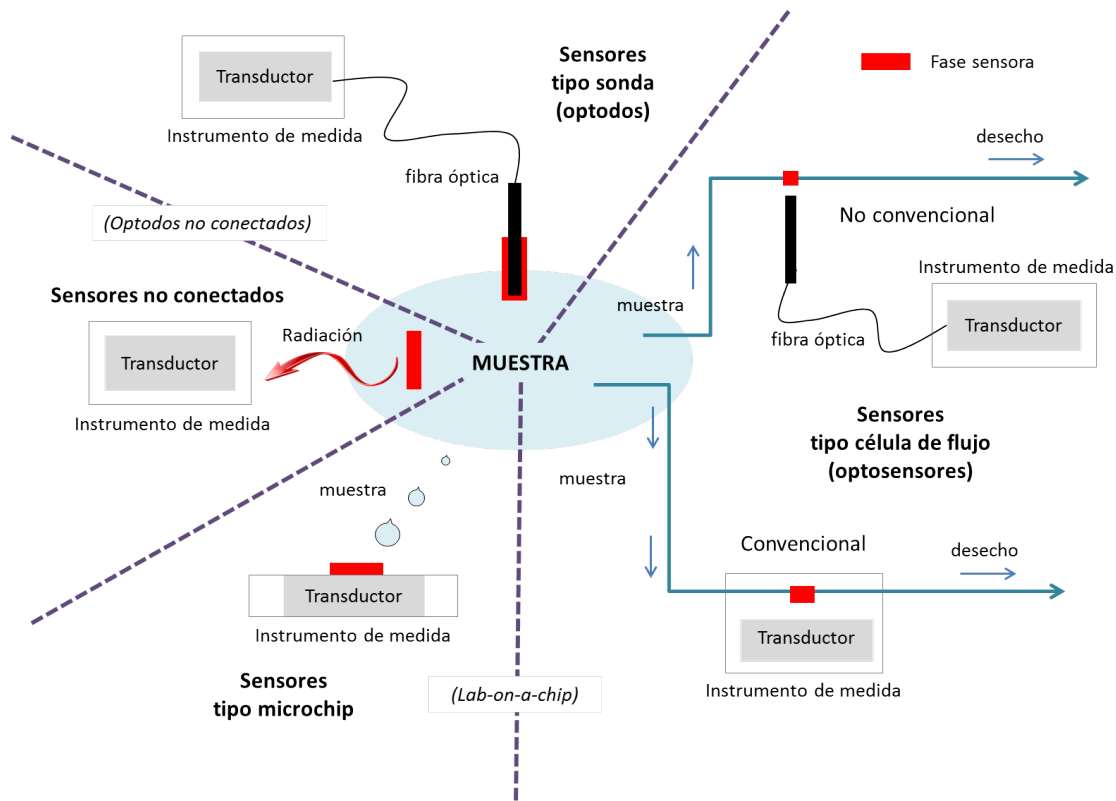 Sensores
tipo sonda
(optodos)
Transductor
Instrumento de medida
fibra óptica
Fase sensora
desecho
No convencional
muestra
Instrumento de medida
Transductor
fibra óptica
(Optodos no conectados)
Sensores no conectados
Radiación
Transductor
Instrumento de medida
MUESTRA
Sensores
tipo célula de flujo
(optosensores)
muestra
Convencional
desecho
Transductor
Instrumento de medida
muestra
Transductor
Instrumento de medida
Sensores
tipo microchip
(Lab-on-a-chip)